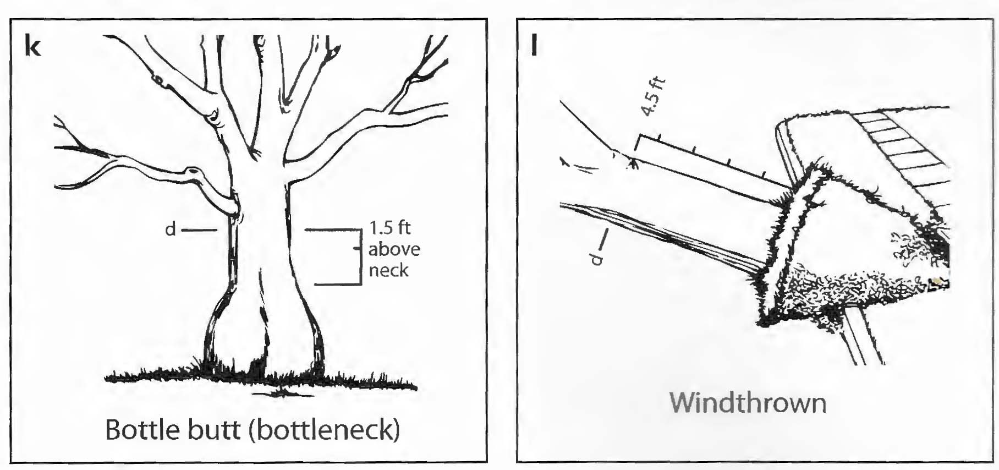 k
d
1.5 ft
above
neck
Bottle butt (bottleneck)
l
4.5 ft
d
Windthrown